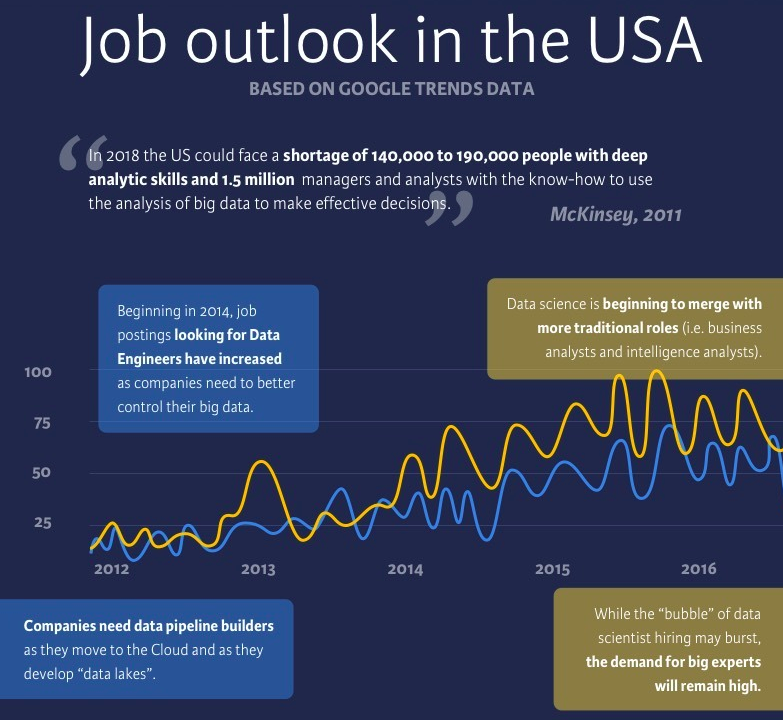 Job outlook in the USA
BASED ON GOOGLE TRENDS DATA
“In 2018 the US could face a shortage of 140,000 to 190,000 people with deep
analytic skills and 1.5 million managers and analysts with the know-how to use
the analysis of big data to make effective decisions.”
McKinsey, 2011
Beginning in 2014, job
postings looking for Data
Engineers have increased
as companies need to better
control their big data.
Data science is beginning to merge with
more traditional roles (i.e. business
analysts and intelligence analysts).
100
75
50
25
2012 2013 2014 2015 2016
Companies need data pipeline builders
as they move to the Cloud and as they
develop “data lakes”.
While the “bubble” of data
scientist hiring may burst,
the demand for big experts
will remain high.